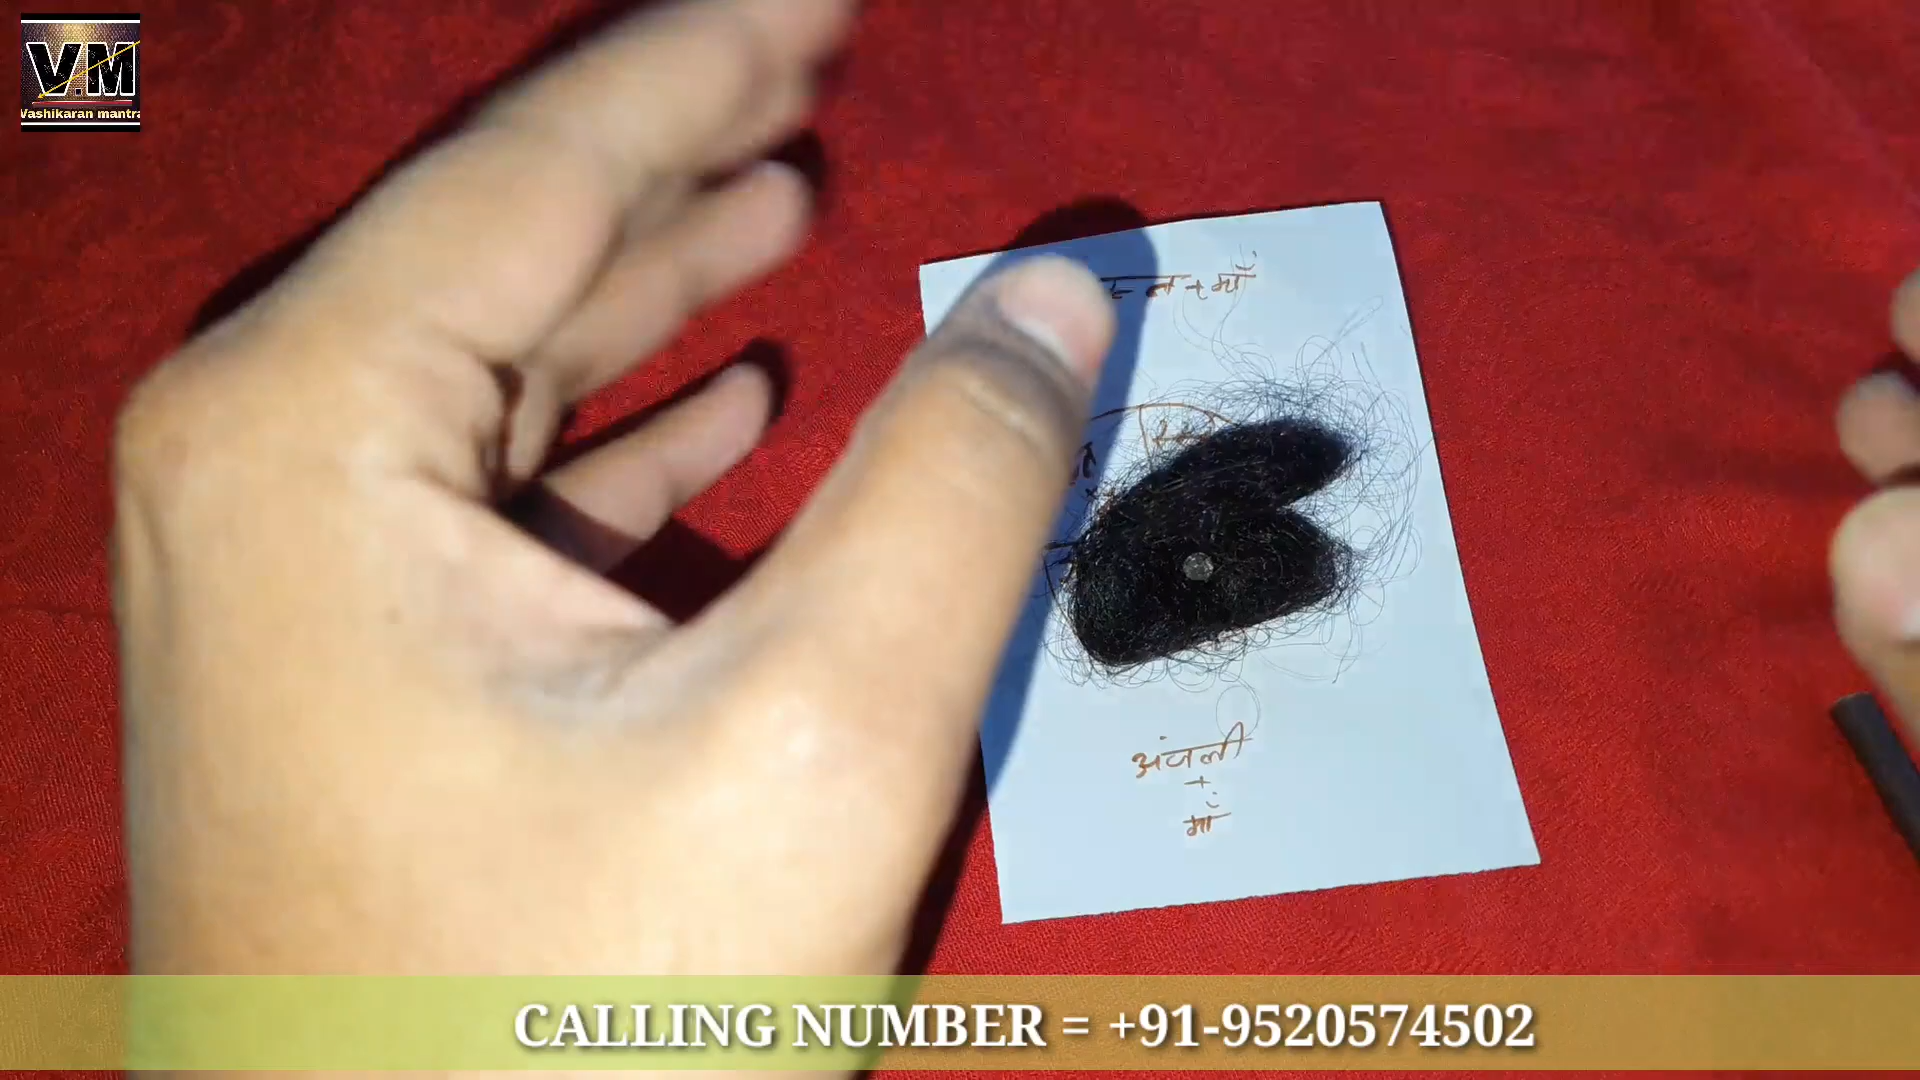 V.M
Vashikaran mantra
+ माँ
अंजली
+
माँ
CALLING NUMBER = +91-9520574502